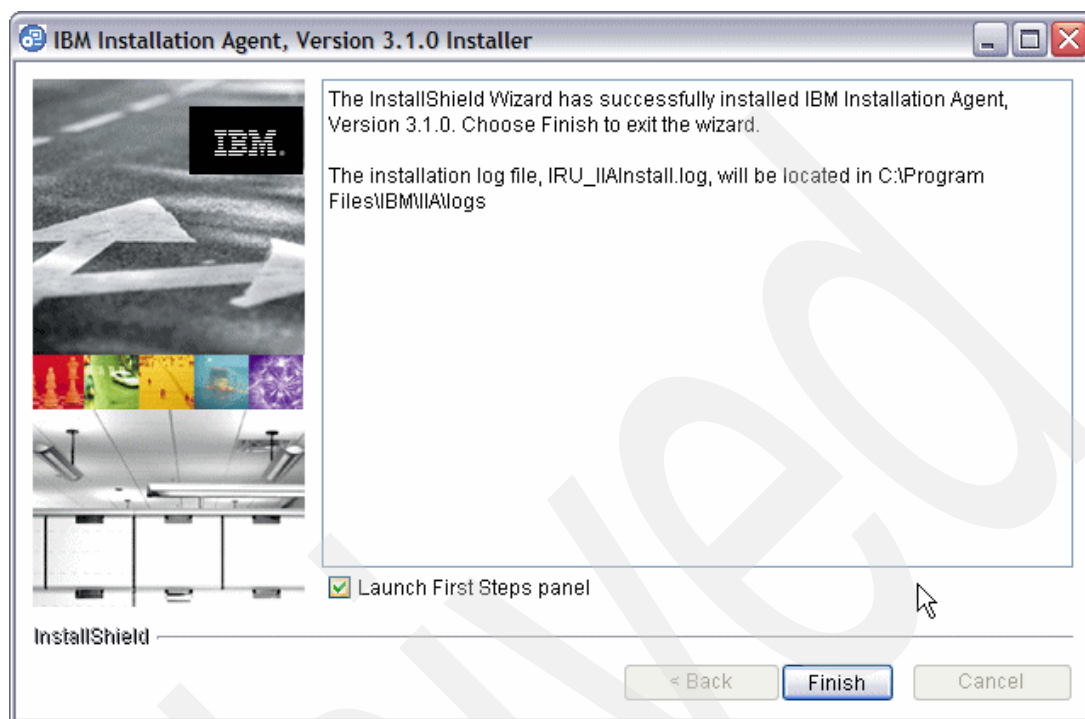 IBM Installation Agent, Version 3.1.0 Installer
IBM.
The InstallShield Wizard has successfully installed IBM Installation Agent,
Version 3.1.0. Choose Finish to exit the wizard.
The installation log file, IRU_IIAInstall.log, will be located in C:\Program
Files\IBM\IIA\logs
Launch First Steps panel
InstallShield
< Back
Finish
Cancel